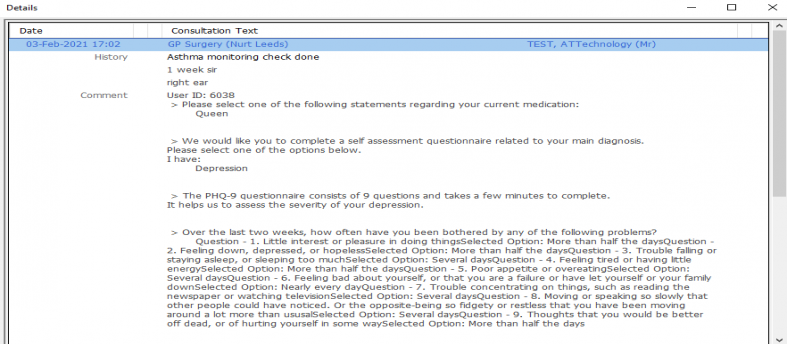 Details
Date Consultation Text
03-Feb-2021 17:02 GP Surgery (Nurt Leeds) TEST, ATTechnology (Mr)
History Asthma monitoring check done
1 week sir
right ear
Comment User ID: 6038
> Please select one of the following statements regarding your current medication:
Queen
> We would like you to complete a self assessment questionnaire related to your main diagnosis.
Please select one of the options below.
I have:
Depression
> The PHQ-9 questionnaire consists of 9 questions and takes a few minutes to complete.
It helps us to assess the severity of your depression.
> Over the last two weeks, how often have you been bothered by any of the following problems?
Question - 1. Little interest or pleasure in doing thingsSelected Option: More than half the daysQuestion -
2. Feeling down, depressed, or hopelessSelected Option: More than half the daysQuestion - 3. Trouble falling or
staying asleep, or sleeping too muchSelected Option: Several daysQuestion - 4. Feeling tired or having little
energySelected Option: More than half the daysQuestion - 5. Poor appetite or overeatingSelected Option:
Several daysQuestion - 6. Feeling bad about yourself, or that you are a failure or have let yourself or your family
downSelected Option: Nearly every dayQuestion - 7. Trouble concentrating on things, such as reading the
newspaper or watching televisionSelected Option: Several daysQuestion - 8. Moving or speaking so slowly that
other people could have noticed. Or the opposite-being so fidgety or restless that you have been moving
around a lot more than ususalSelected Option: Several daysQuestion - 9. Thoughts that you would be better
off dead, or of hurting yourself in some waySelected Option: More than half the days